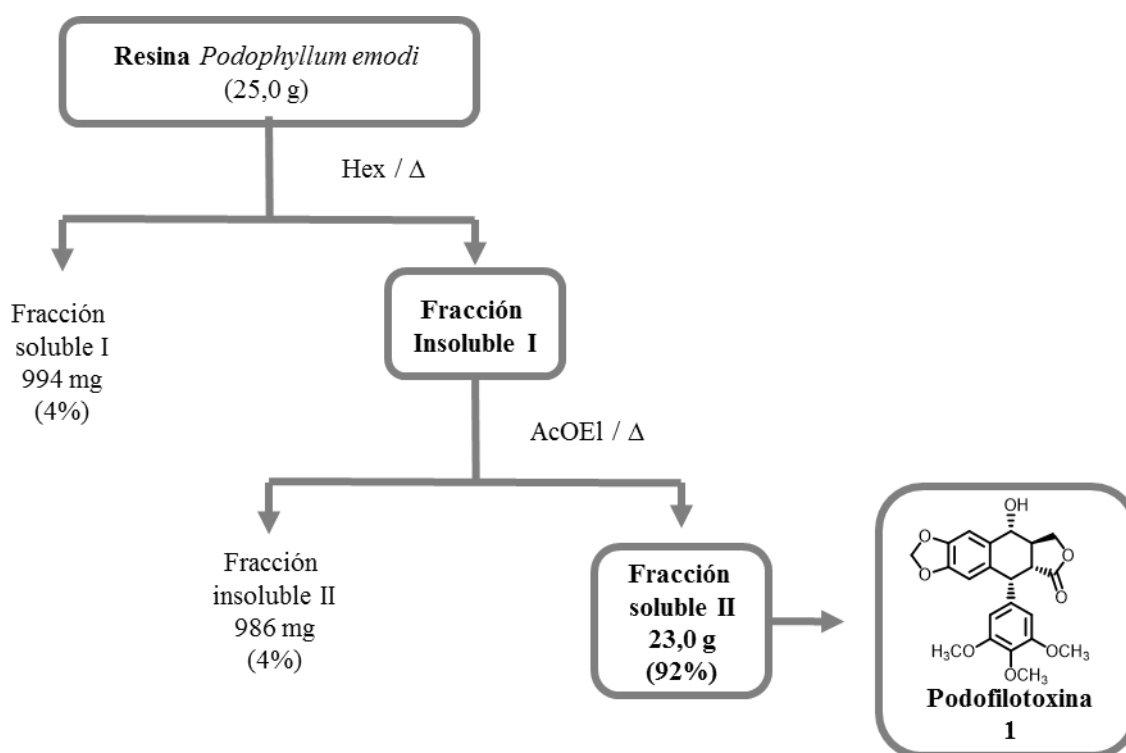 Resina Podophyllum emodi
(25,0 g)
Hex / Δ
Fracción
soluble I
994 mg
(4%)
Fracción
Insoluble I
AcOEl / Δ
Fracción
insoluble II
986 mg
(4%)
Fracción
soluble II
23,0 g
(92%)
OH
O
O
O
O
H₃CO
OCH₃
OCH₃
Podofilotoxina
1